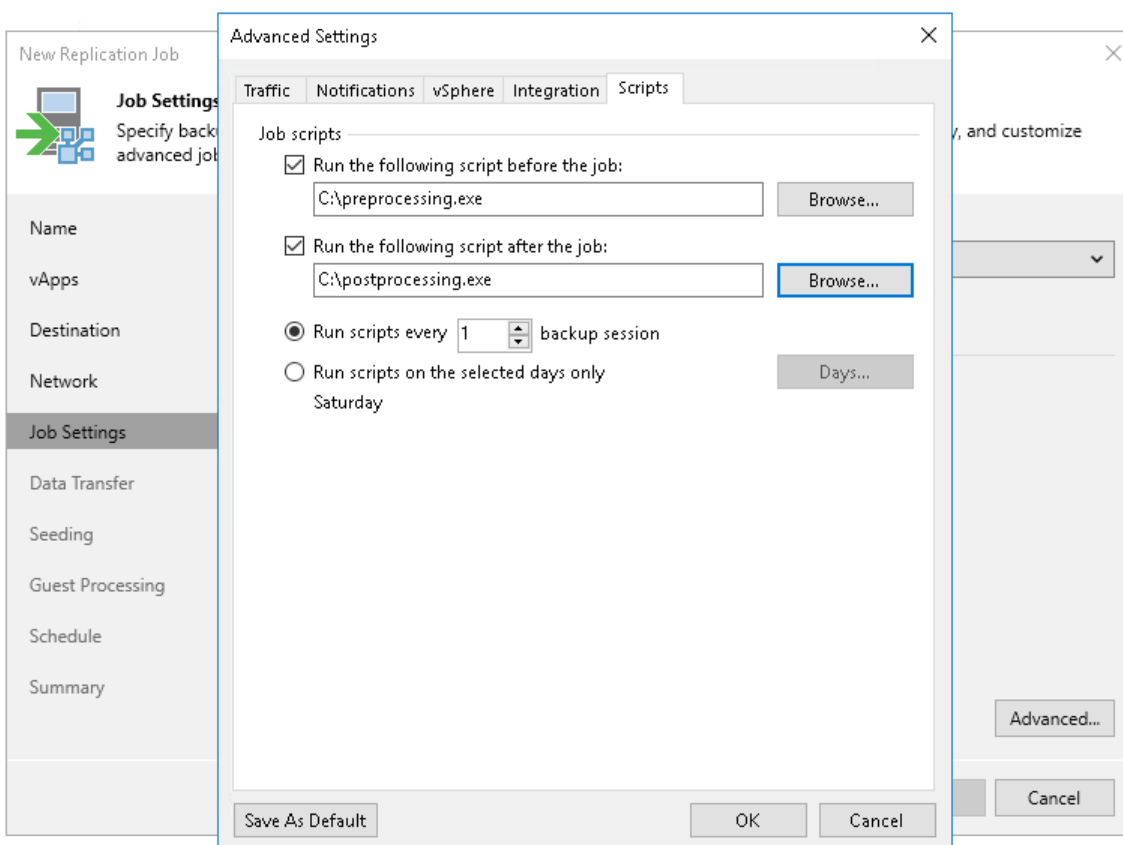 New Replication Job
Job Settings
Specify back
advanced job
y, and customize
Name
vApps
Destination
Network
Job Settings
Data Transfer
Seeding
Guest Processing
Schedule
Summary
Advanced Settings
Traffic Notifications vSphere Integration Scripts
Job scripts
Run the following script before the job:
C:\preprocessing.exe Browse...
Run the following script after the job:
C:\postprocessing.exe Browse...
Run scripts every 1 backup session
Run scripts on the selected days only Days...
Saturday
Save As Default OK Cancel
Advanced...
Cancel